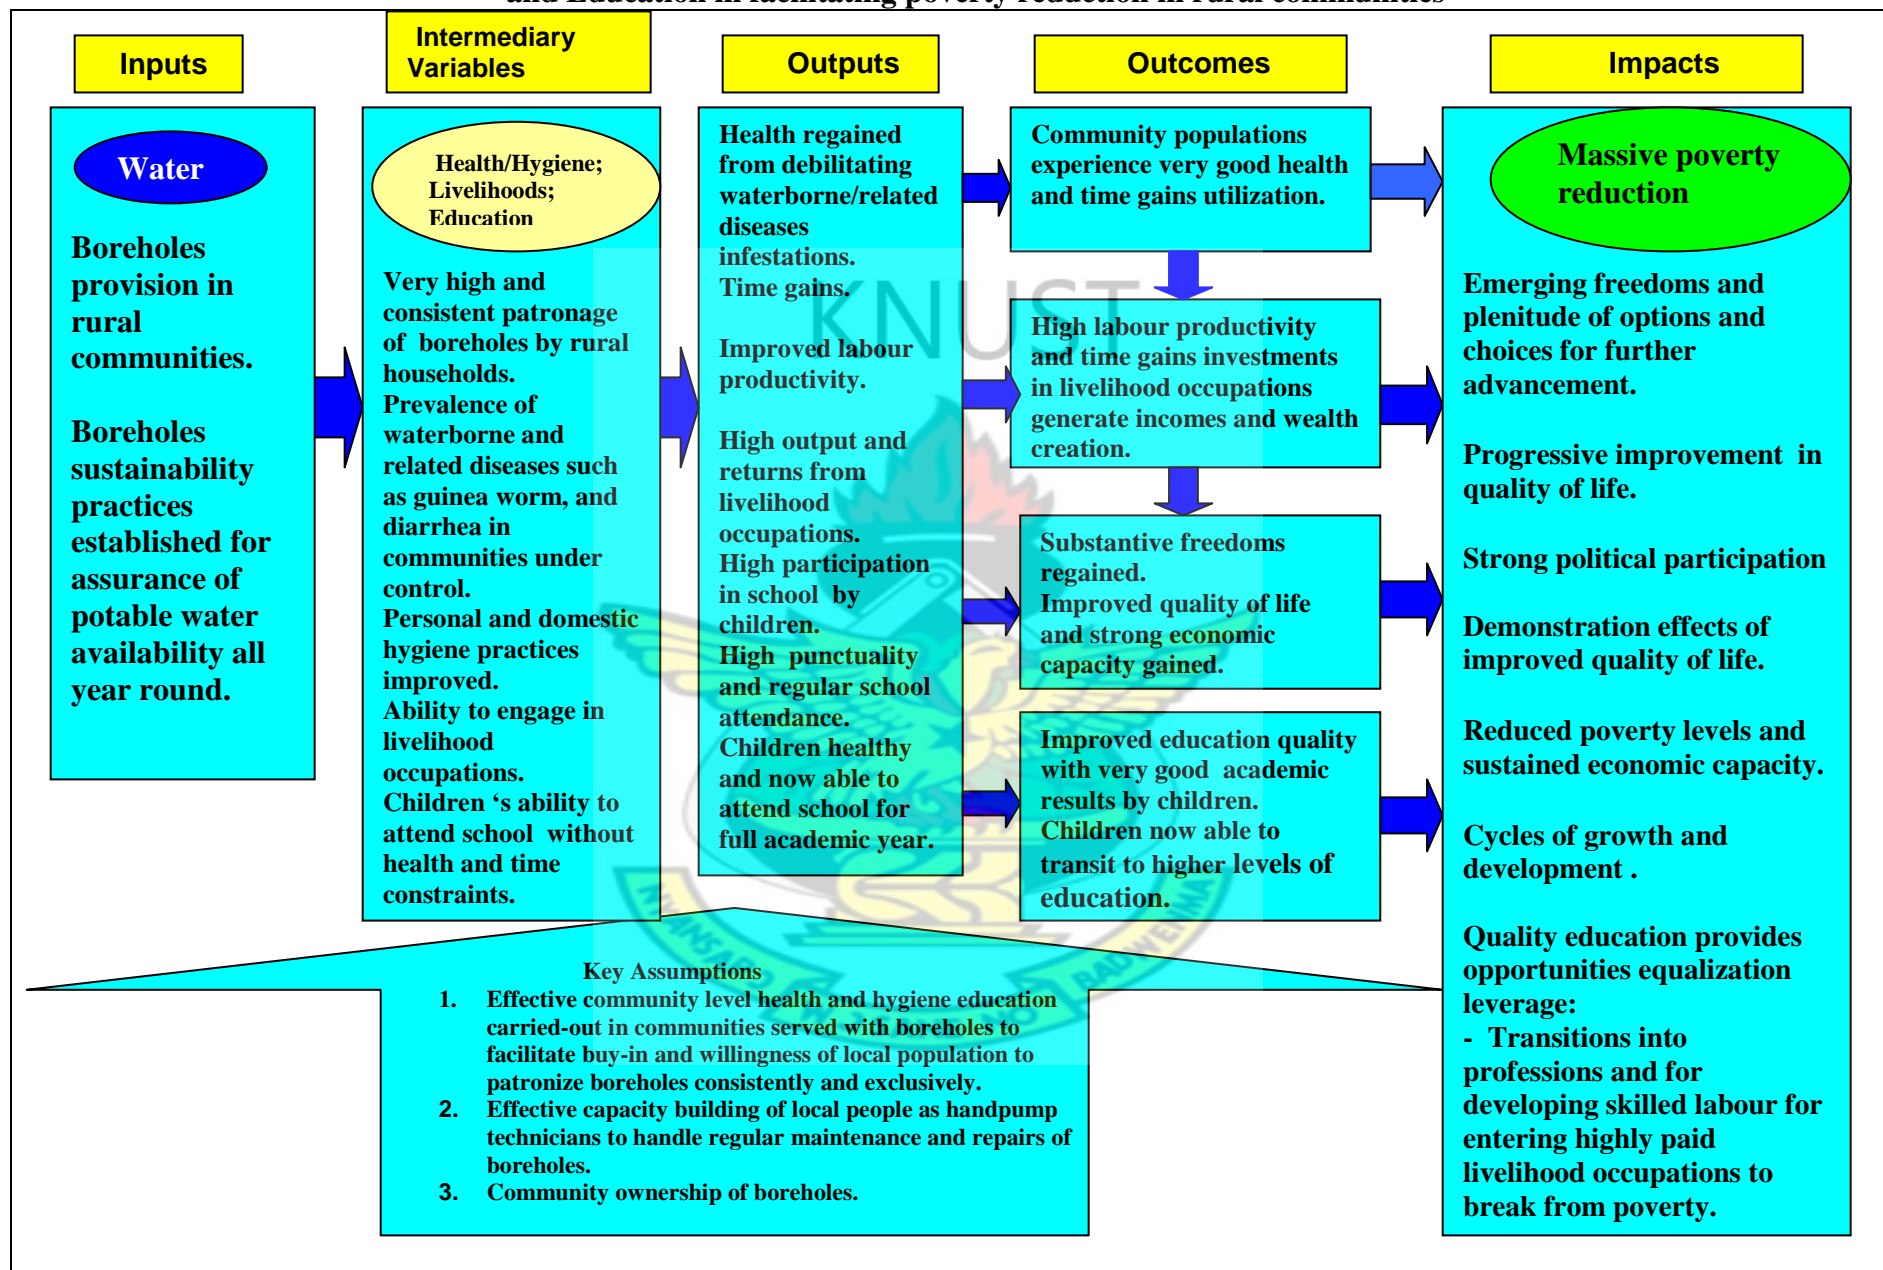 and Education in facilitating poverty reduction in rural communities
Inputs
Intermediary
Variables
Outputs
Outcomes
Impacts
Water
Boreholes
provision in
rural
communities.
Boreholes
sustainability
practices
established for
assurance of
potable water
availability all
year round.
Health/Hygiene;
Livelihoods;
Education
Very high and
consistent patronage
of boreholes by rural
households.
Prevalence of
waterborne and
related diseases such
as guinea worm, and
diarrhea in
communities under
control.
Personal and domestic
hygiene practices
improved.
Ability to engage in
livelihood
occupations.
Children ‘s ability to
attend school without
health and time
constraints.
Health regained
from debilitating
waterborne/related
diseases
infestations.
Time gains.
Improved labour
productivity.
High output and
returns from
livelihood
occupations.
High participation
in school by
children.
High punctuality
and regular school
attendance.
Children healthy
and now able to
attend school for
full academic year.
Community populations
experience very good health
and time gains utilization.
High labour productivity
and time gains investments
in livelihood occupations
generate incomes and wealth
creation.
Substantive freedoms
regained.
Improved quality of life
and strong economic
capacity gained.
Improved education quality
with very good academic
results by children.
Children now able to
transit to higher levels of
education.
Massive poverty
reduction
Emerging freedoms and
plenitude of options and
choices for further
advancement.
Progressive improvement in
quality of life.
Strong political participation
Demonstration effects of
improved quality of life.
Reduced poverty levels and
sustained economic capacity.
Cycles of growth and
development .
Quality education provides
opportunities equalization
leverage:
- Transitions into
professions and for
developing skilled labour for
entering highly paid
livelihood occupations to
break from poverty.
Key Assumptions
1. Effective community level health and hygiene education
carried-out in communities served with boreholes to
facilitate buy-in and willingness of local population to
patronize boreholes consistently and exclusively.
2. Effective capacity building of local people as handpump
technicians to handle regular maintenance and repairs of
boreholes.
3. Community ownership of boreholes.
KNUST
NYANSAPO
BADWENMA